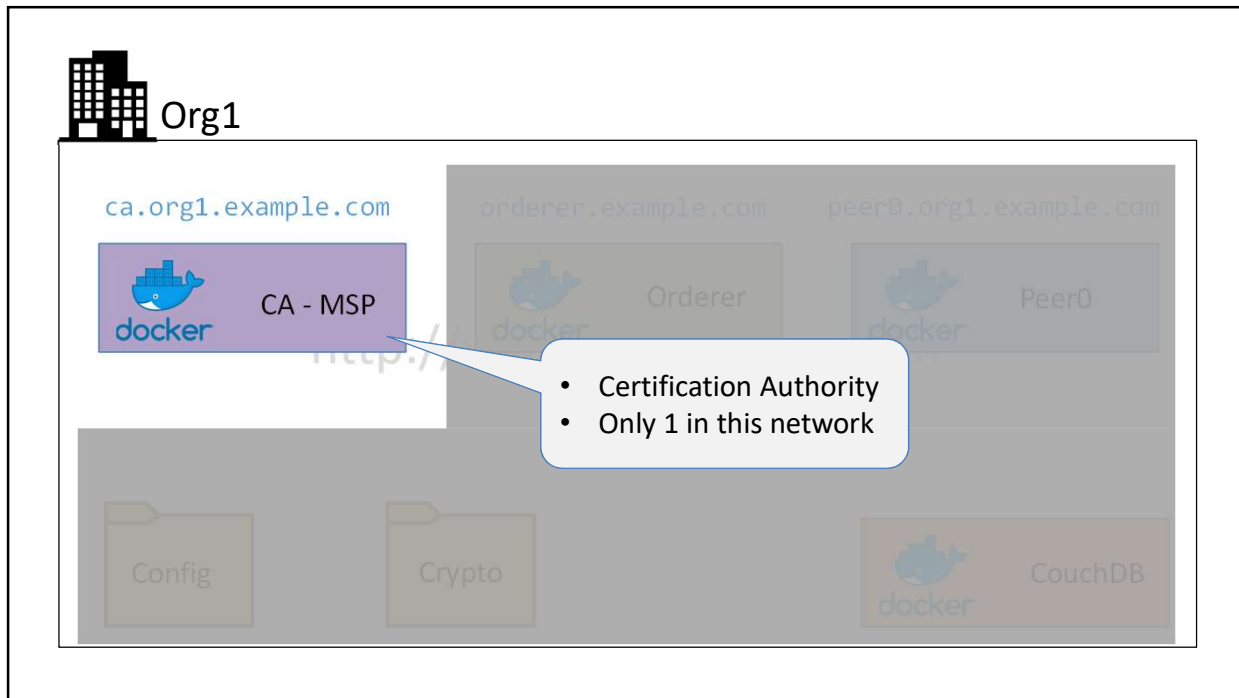 Org1
ca.org1.example.com
orderer.example.com
peer0.org1.example.com
docker
CA - MSP
docker
Orderer
docker
Peer0
http://
• Certification Authority
• Only 1 in this network
Config
Crypto
docker
CouchDB